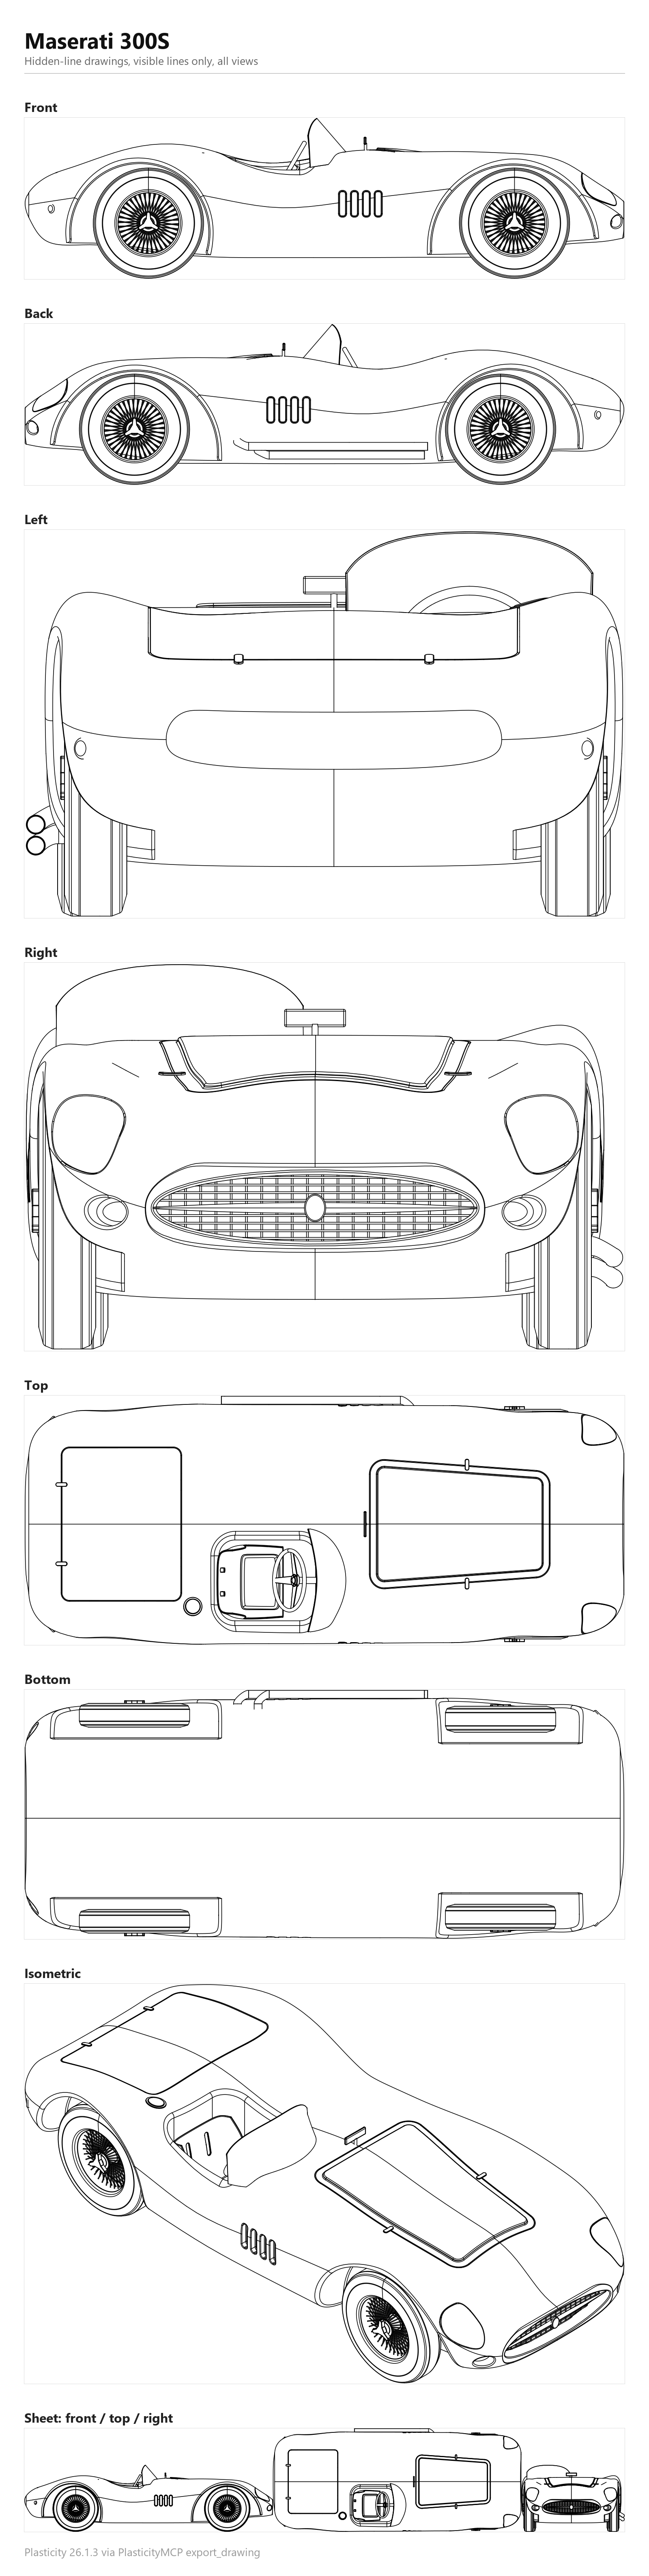 Maserati 300S
Hidden-line drawings, visible lines only, all views
Front
Back
Left
Right
Top
Bottom
Isometric
Sheet: front / top / right
Plasticity 26.1.3 via PlasticityMCP export_drawing